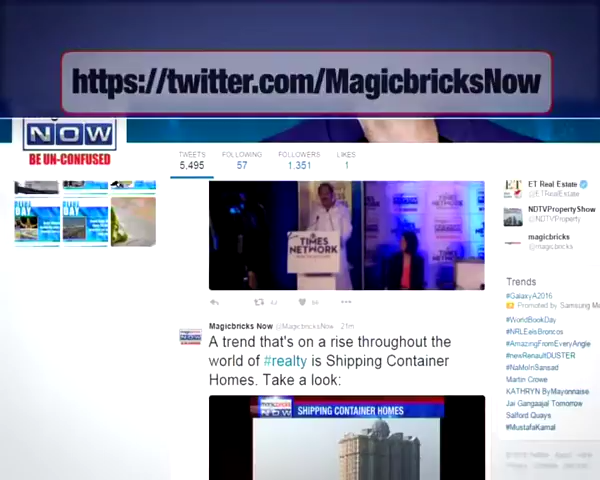 https://twitter.com/MagicbricksNow
NOW
BE UN-CONFUSED
TWEETS
FOLLOWING
FOLLOWERS
LIKES
5,495
57
1,351
1
ET Real Estate
@ETRealEstate
NDTVPropertyShow
@NDTVProperty
magicbricks
@magicbricks
TIMES
NETWORK
Magicbricks Now @MagicbricksNow 21m
A trend that's on a rise throughout the
world of #realty is Shipping Container
Homes. Take a look:
NOW
SHIPPING CONTAINER HOMES
Trends
#GalaxyA2016
Promoted by Samsung
#WorldBookDay
#NRLEelsBroncos
#AmazingFromEveryAngle
#newRenaultDUSTER
#NaMoInSansad
Martin Crowe
KATHRYN ByMayonnaise
Jai Gangaajal Tomorrow
Salford Quays
#MustafaKamal